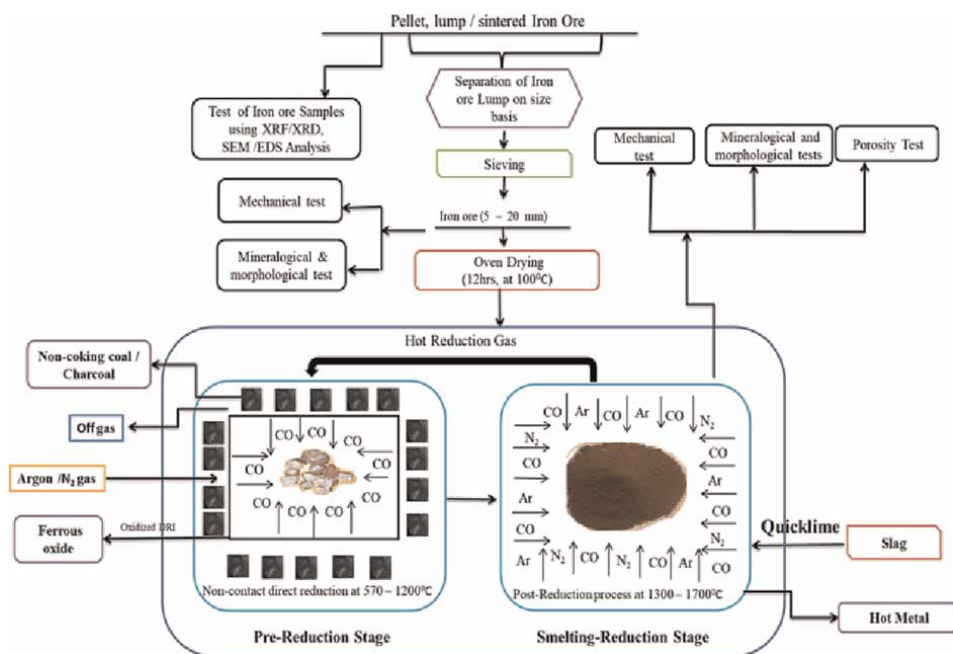 Pellet, lump / sintered Iron Ore
Separation of Iron
ore Lump on size
basis
Test of Iron ore Samples
using XRF/XRD,
SEM /EDS Analysis
Sieving
Mechanical
test
Mineralogical and
morphological tests
Porosity Test
Mechanical test
Iron ore (5 – 20 mm)
Mineralogical &
morphological test
Oven Drying
(12hrs, at 100⁰C)
Hot Reduction Gas
Non-coking coal /
Charcoal
Off gas
Argon /N₂ gas
Ferrous
oxide
Oxidized DRI
CO CO CO
CO CO
CO CO
CO CO
CO CO CO
Non-contact direct reduction at 570 – 1200⁰C
Pre-Reduction Stage
CO Ar Ar CO N₂
CO
N₂
CO
Ar
CO
CO
Ar
CO
N₂
CO
Ar N₂ CO N₂ CO Ar
Post-Reduction process at 1300 – 1700⁰C
Smelting-Reduction Stage
Quicklime
Slag
Hot Metal